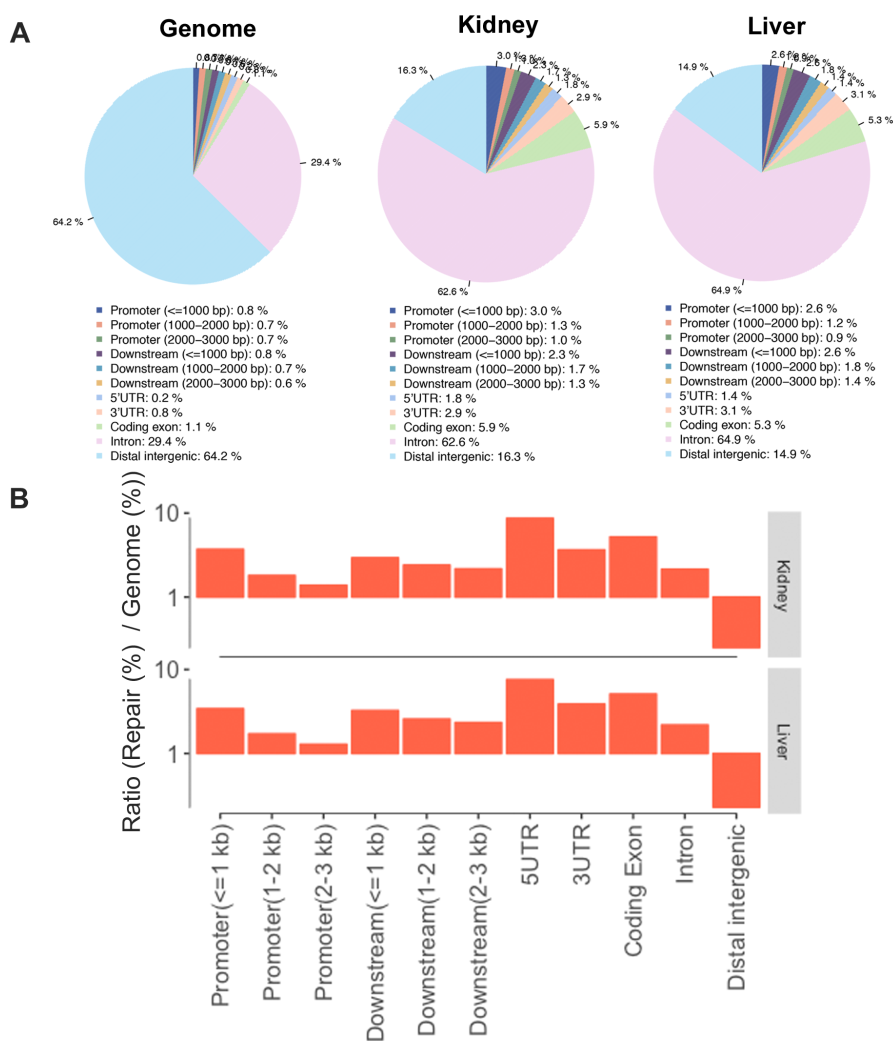 A
Genome
Kidney
Liver
64.2 %
29.4 %
16.3 %
3.0 %
1.8 %
2.9 %
5.9 %
62.6 %
14.9 %
2.6 %
1.4 %
3.1 %
5.3 %
64.9 %
Promoter (<=1000 bp): 0.8 %
Promoter (1000–2000 bp): 0.7 %
Promoter (2000–3000 bp): 0.7 %
Downstream (<=1000 bp): 0.8 %
Downstream (1000–2000 bp): 0.7 %
Downstream (2000–3000 bp): 0.6 %
5'UTR: 0.2 %
3'UTR: 0.8 %
Coding exon: 1.1 %
Intron: 29.4 %
Distal intergenic: 64.2 %
Promoter (<=1000 bp): 3.0 %
Promoter (1000–2000 bp): 1.3 %
Promoter (2000–3000 bp): 1.0 %
Downstream (<=1000 bp): 2.3 %
Downstream (1000–2000 bp): 1.7 %
Downstream (2000–3000 bp): 1.3 %
5'UTR: 1.8 %
3'UTR: 2.9 %
Coding exon: 5.9 %
Intron: 62.6 %
Distal intergenic: 16.3 %
Promoter (<=1000 bp): 2.6 %
Promoter (1000–2000 bp): 1.2 %
Promoter (2000–3000 bp): 0.9 %
Downstream (<=1000 bp): 2.6 %
Downstream (1000–2000 bp): 1.8 %
Downstream (2000–3000 bp): 1.4 %
5'UTR: 1.4 %
3'UTR: 3.1 %
Coding exon: 5.3 %
Intron: 64.9 %
Distal intergenic: 14.9 %
B
Ratio (Repair (%) / Genome (%))
10
1
Kidney
10
1
Liver
Promoter(<=1 kb)
Promoter(1-2 kb)
Promoter(2-3 kb)
Downstream(<=1 kb)
Downstream(1-2 kb)
Downstream(2-3 kb)
5UTR
3UTR
Coding Exon
Intron
Distal intergenic